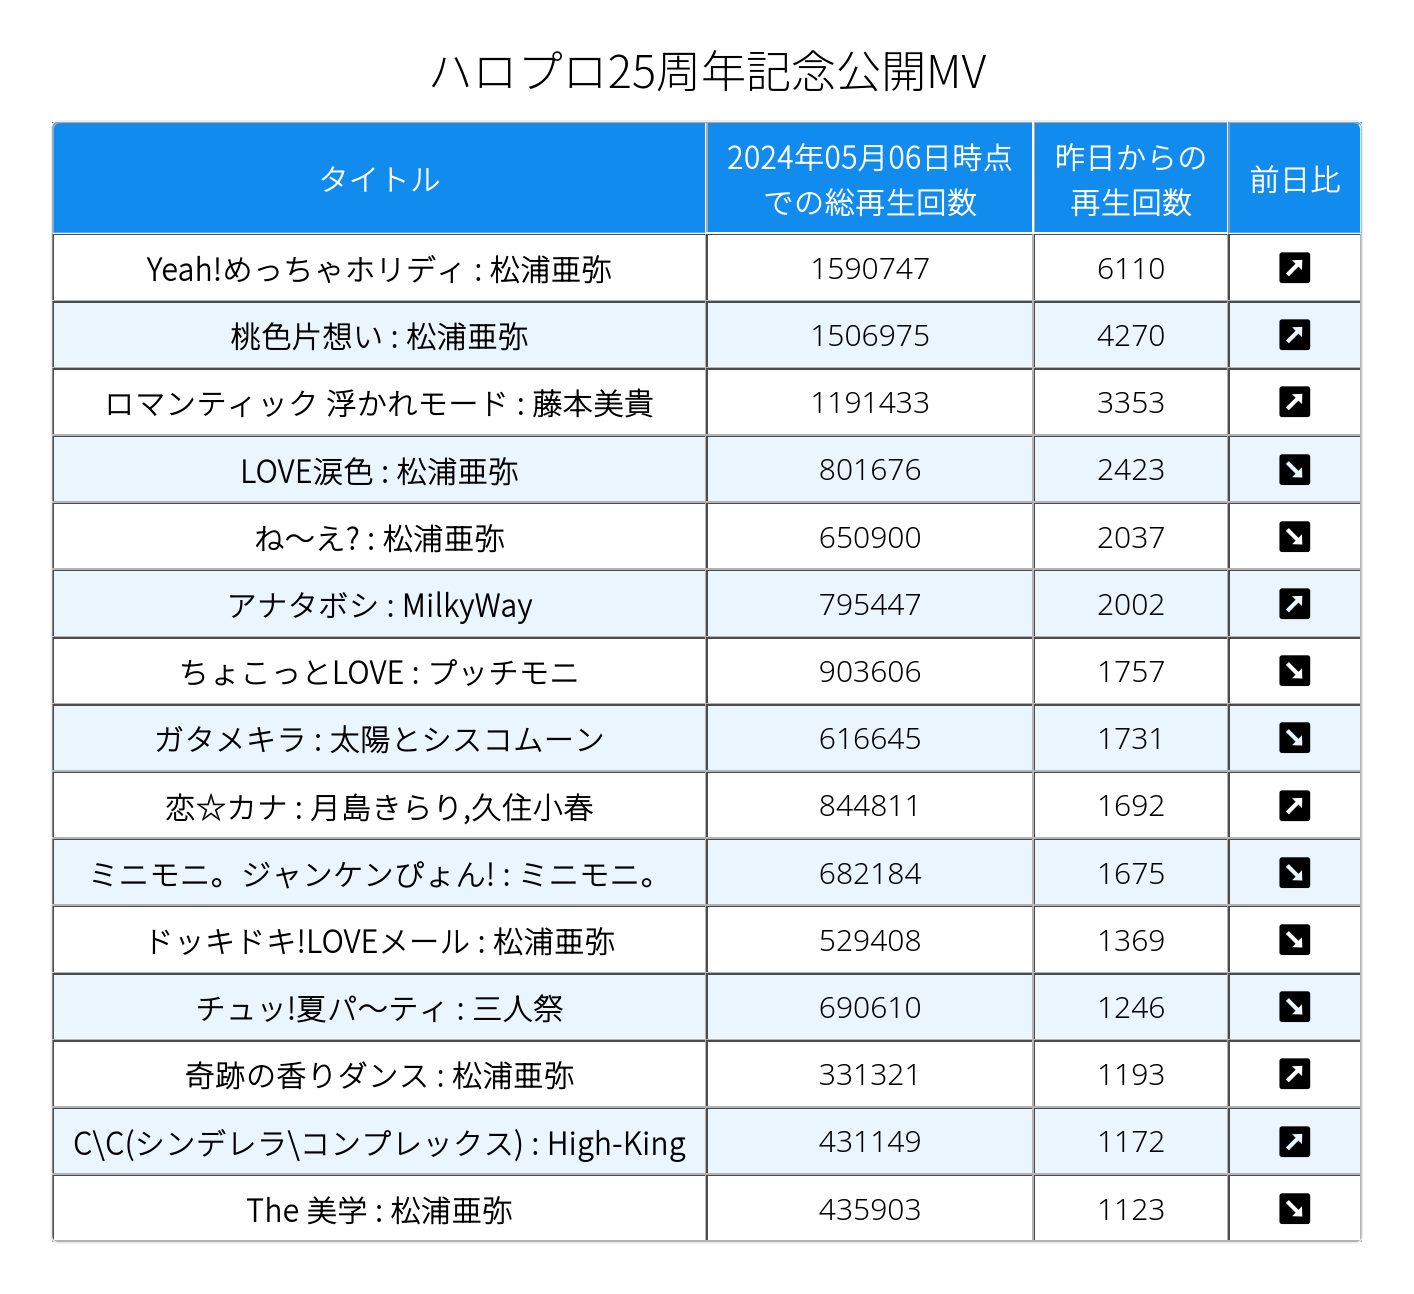 ハロプロ25周年記念公開MV
タイトル
2024年05月06日時点
での総再生回数
昨日からの
再生回数
前日比
Yeah!めっちゃホリディ : 松浦亜弥 1590747 6110
桃色片想い : 松浦亜弥 1506975 4270
ロマンティック 浮かれモード : 藤本美貴 1191433 3353
LOVE涙色 : 松浦亜弥 801676 2423
ね〜え? : 松浦亜弥 650900 2037
アナタボシ : MilkyWay 795447 2002
ちょこっとLOVE : プッチモニ 903606 1757
ガタメキラ : 太陽とシスコムーン 616645 1731
恋☆カナ : 月島きらり,久住小春 844811 1692
ミニモニ。ジャンケンぴょん! : ミニモニ。 682184 1675
ドッキドキ!LOVEメール : 松浦亜弥 529408 1369
チュッ!夏パ〜ティ : 三人祭 690610 1246
奇跡の香りダンス : 松浦亜弥 331321 1193
C\C(シンデレラ\コンプレックス) : High-King 431149 1172
The 美学 : 松浦亜弥 435903 1123